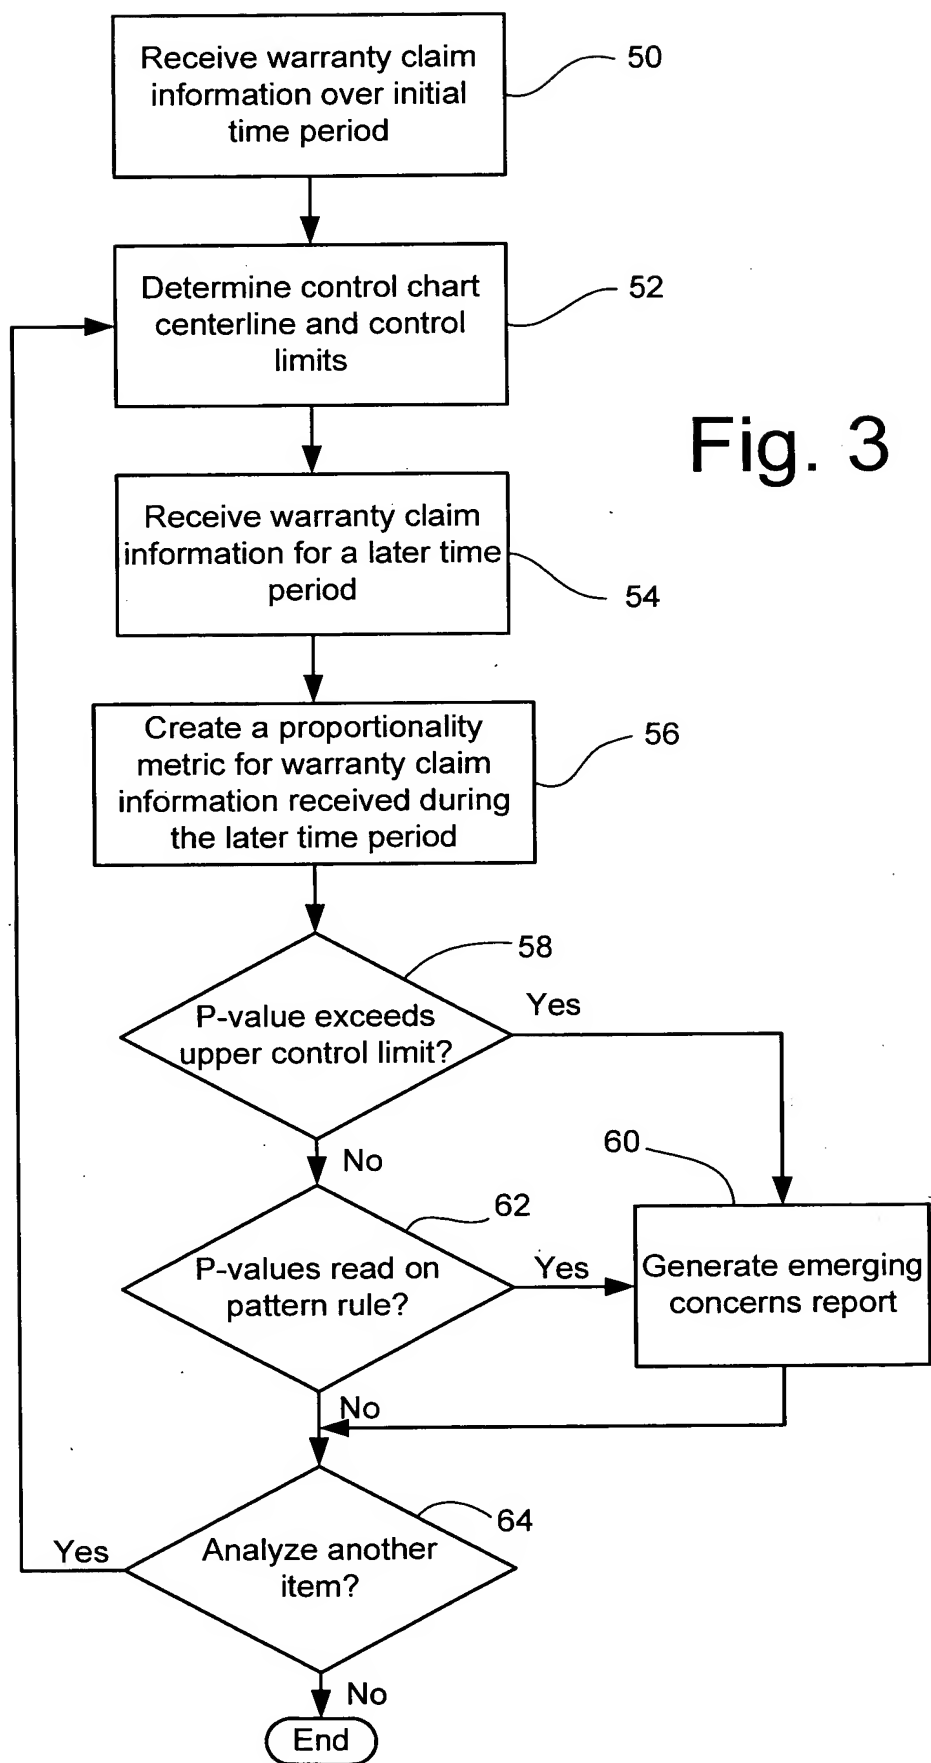 Receive warranty claim
information over initial
time period
50
Determine control chart
centerline and control
limits
52
Fig. 3
Receive warranty claim
information for a later time
period
54
Create a proportionality
metric for warranty claim
information received during
the later time period
56
58
P-value exceeds
upper control limit?
Yes
No
60
62
P-values read on
pattern rule?
Yes
Generate emerging
concerns report
No
64
Analyze another
item?
Yes
No
End